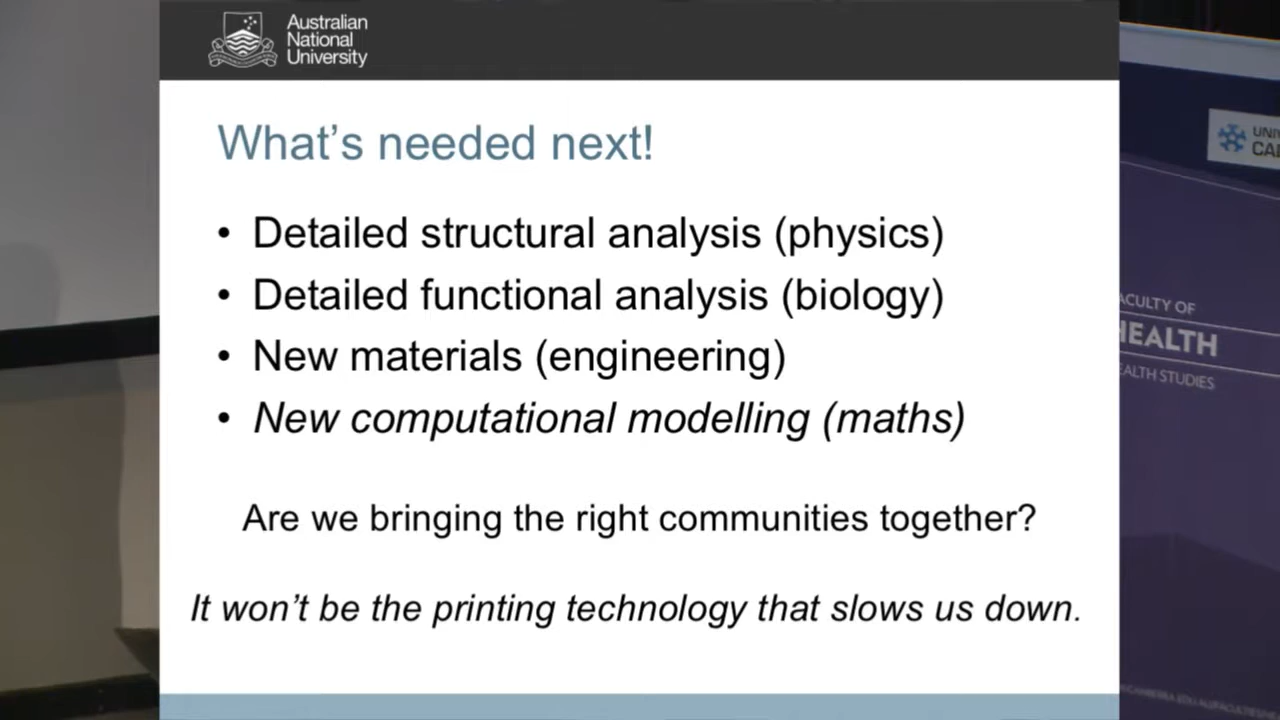 Australian
National
University
What's needed next!
• Detailed structural analysis (physics)
• Detailed functional analysis (biology)
• New materials (engineering)
• New computational modelling (maths)
Are we bringing the right communities together?
It won't be the printing technology that slows us down.
FACULTY OF
HEALTH
HEALTH STUDIES